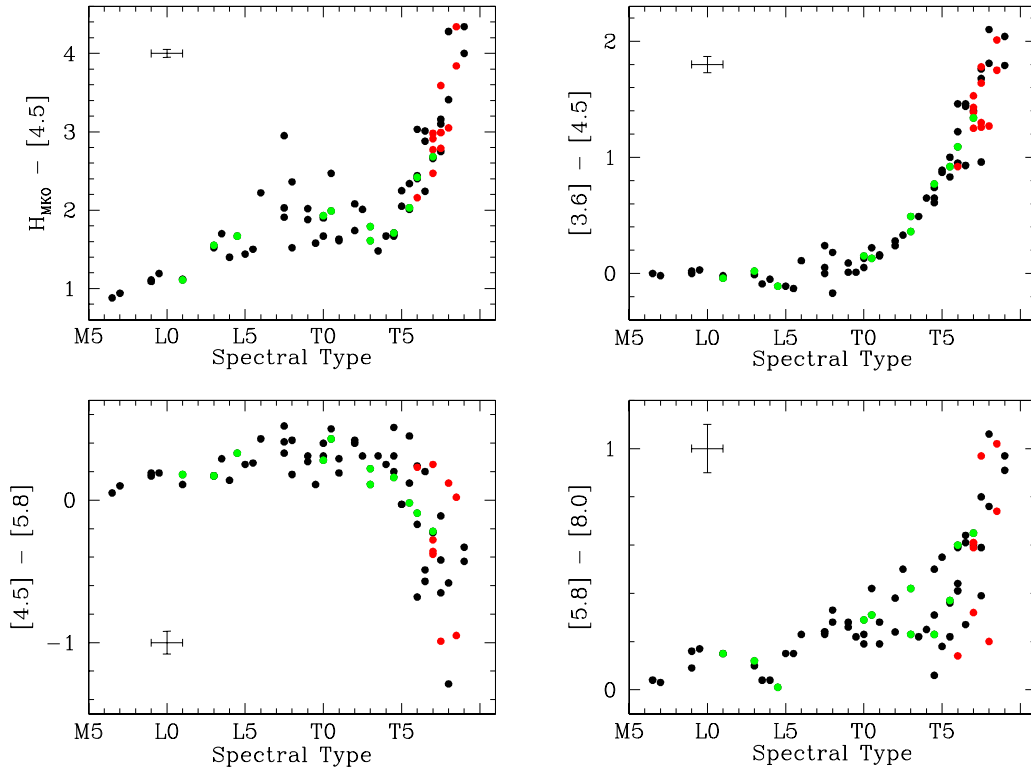 4
3
2
1
H_MKO − [4.5]
M5 L0 L5 T0 T5
Spectral Type
2
1
0
[3.6] − [4.5]
M5 L0 L5 T0 T5
Spectral Type
0
−1
[4.5] − [5.8]
M5 L0 L5 T0 T5
Spectral Type
1
0
[5.8] − [8.0]
M5 L0 L5 T0 T5
Spectral Type